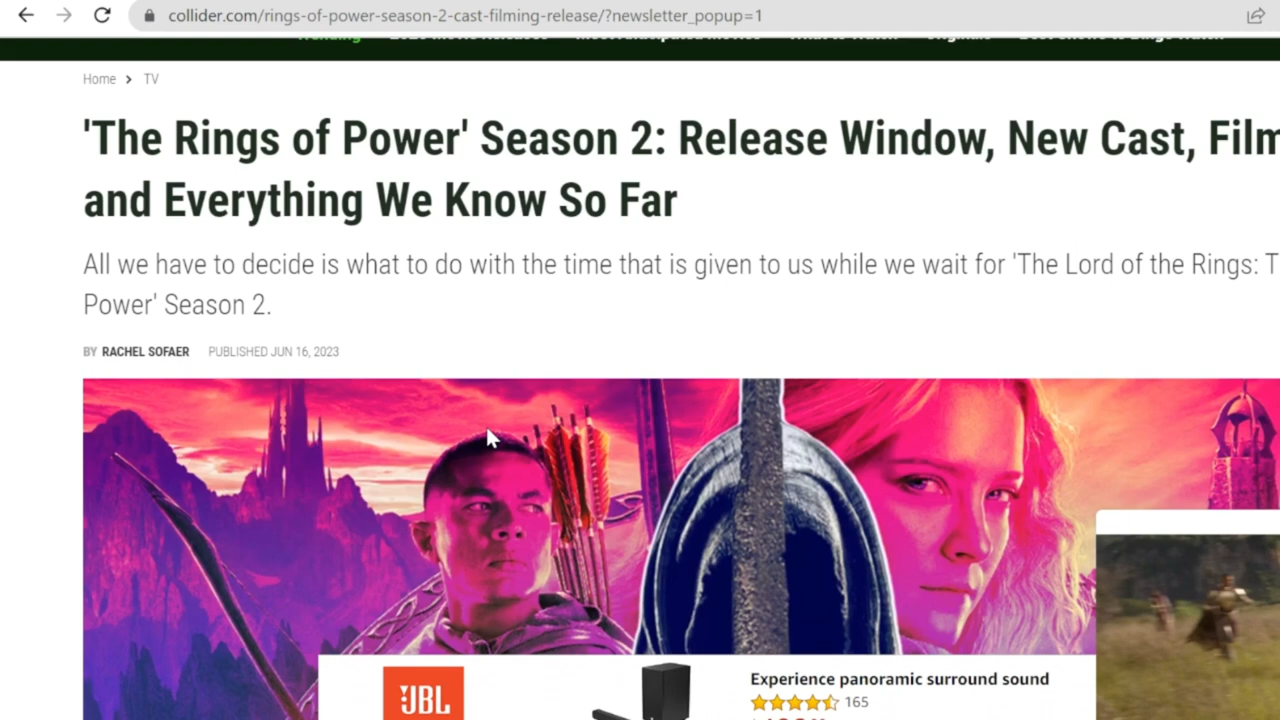 collider.com/rings-of-power-season-2-cast-filming-release/?newsletter_popup=1
Home > TV
'The Rings of Power' Season 2: Release Window, New Cast, Film
and Everything We Know So Far
All we have to decide is what to do with the time that is given to us while we wait for 'The Lord of the Rings: T
Power' Season 2.
BY RACHEL SOFAER PUBLISHED JUN 16, 2023
JBL
Experience panoramic surround sound
165